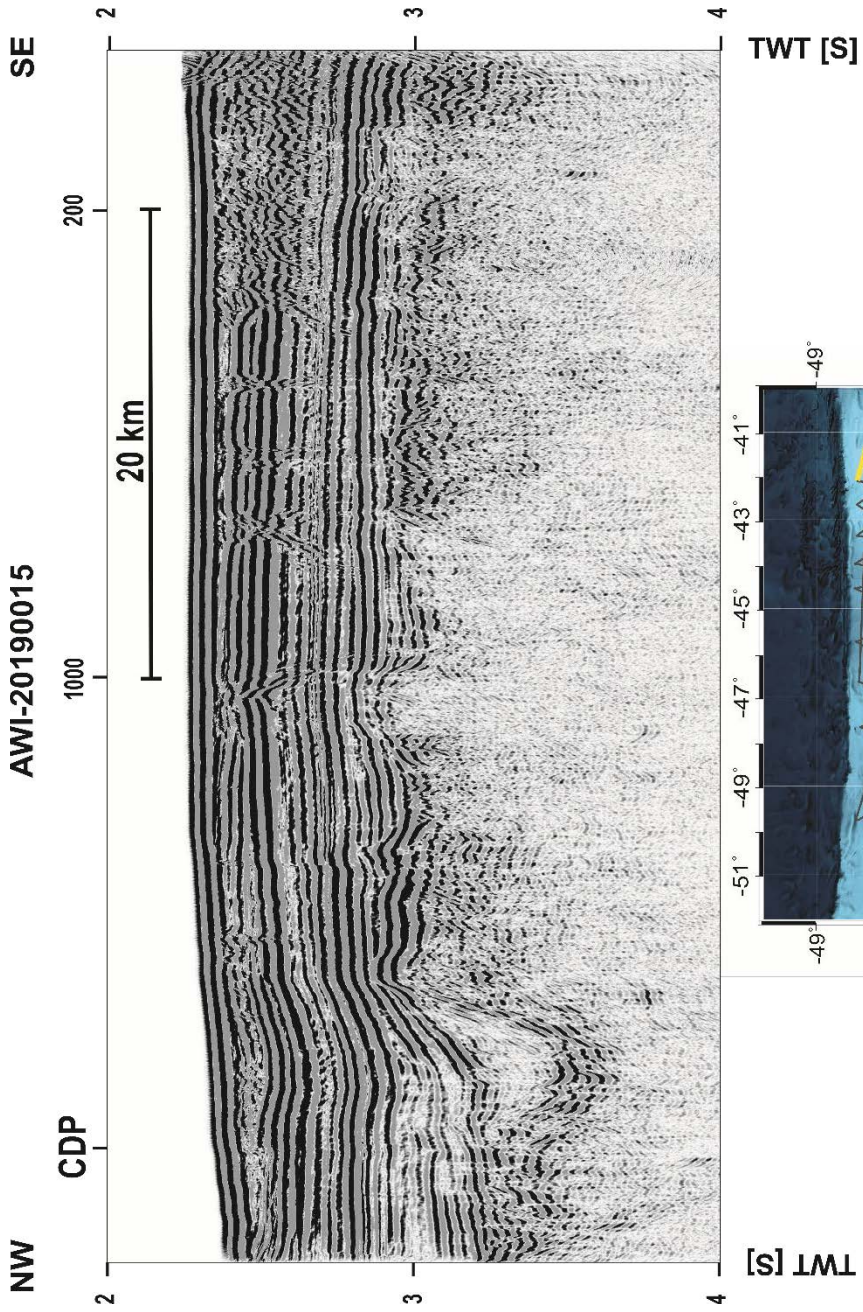 NW AWI-20190015 SE
CDP 1000 200
2 2
20 km
3 3
4 4
TWT [S] TWT [S]
-51° -49° -47° -45° -43° -41°
-49° -49°